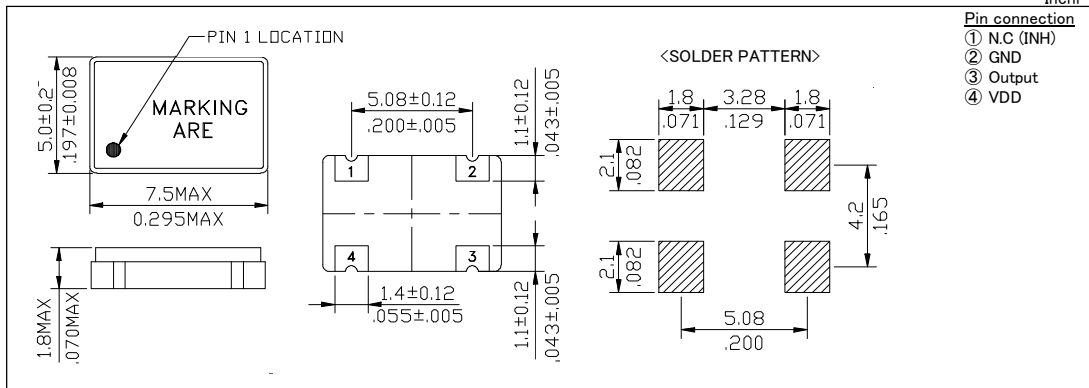 Pin connection
① N.C (INH)
② GND
③ Output
④ VDD
PIN 1 LOCATION
MARKING
ARE
5.0±0.2
.197±0.008
7.5MAX
0.295MAX
1.8MAX
.070MAX
5.08±0.12
.200±.005
1.1±0.12
.043±.005
1
2
4
3
1.4±0.12
.055±.005
1.1±0.12
.043±.005
<SOLDER PATTERN>
1.8
.071
3.28
.129
1.8
.071
2.1
.082
2.1
.082
4.2
.165
5.08
.200